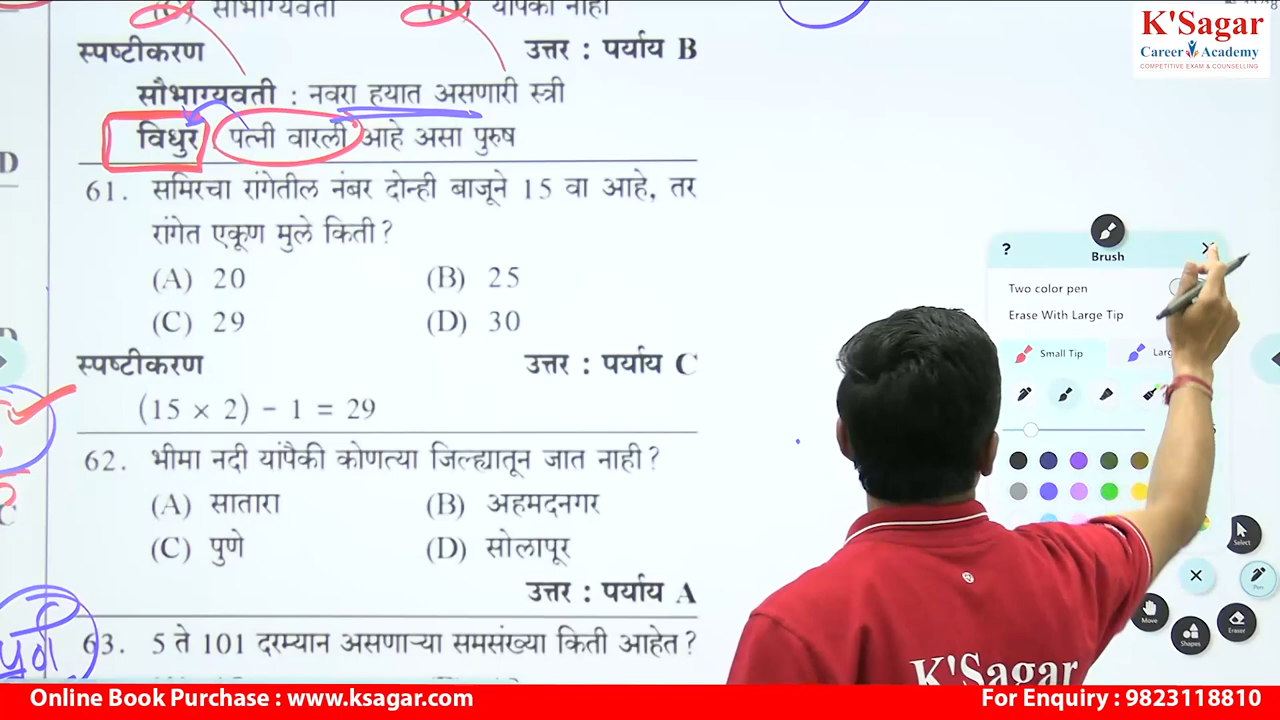 K'Sagar
Career Academy
COMPETITIVE EXAM & COUNSELLING
सौभाग्यवती
यापैकी नाही
स्पष्टीकरण उत्तर : पर्याय B
सौभाग्यवती : नवरा हयात असणारी स्त्री
विधुर : पत्नी वारली आहे असा पुरुष
D
61. समिरचा रांगेतील नंबर दोन्ही बाजूने 15 वा आहे, तर
रांगेत एकूण मुले किती?
(A) 20 (B) 25
(C) 29 (D) 30
स्पष्टीकरण उत्तर : पर्याय C
(15 × 2) - 1 = 29
62. भीमा नदी यांपैकी कोणत्या जिल्ह्यातून जात नाही?
(A) सातारा (B) अहमदनगर
(C) पुणे (D) सोलापूर
उत्तर : पर्याय A
63. 5 ते 101 दरम्यान असणाऱ्या समसंख्या किती आहेत?
?
Brush
Two color pen
Erase With Large Tip
Small Tip
Select
Pen
Move
Shapes
Eraser
K'Sagar
Online Book Purchase : www.ksagar.com For Enquiry : 9823118810